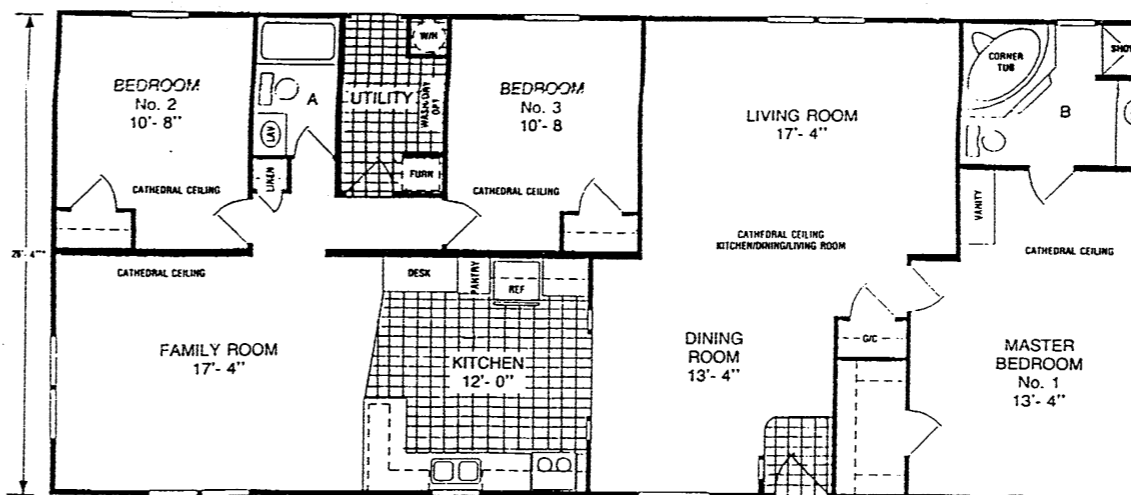 BEDROOM
No. 2
10'- 8"
CATHEDRAL CEILING
A
LAV
LINEN
UTILITY
W/H
WASH/DRY
OPT
FURN
BEDROOM
No. 3
10'- 8
CATHEDRAL CEILING
LIVING ROOM
17'- 4"
CATHEDRAL CEILING
KITCHEN/DINING/LIVING ROOM
CORNER
TUB
SHOW
B
VANITY
CATHEDRAL CEILING
CATHEDRAL CEILING
FAMILY ROOM
17'- 4"
DESK
PANTRY
REF
KITCHEN
12'- 0"
DINING
ROOM
13'- 4"
G/C
MASTER
BEDROOM
No. 1
13'- 4"